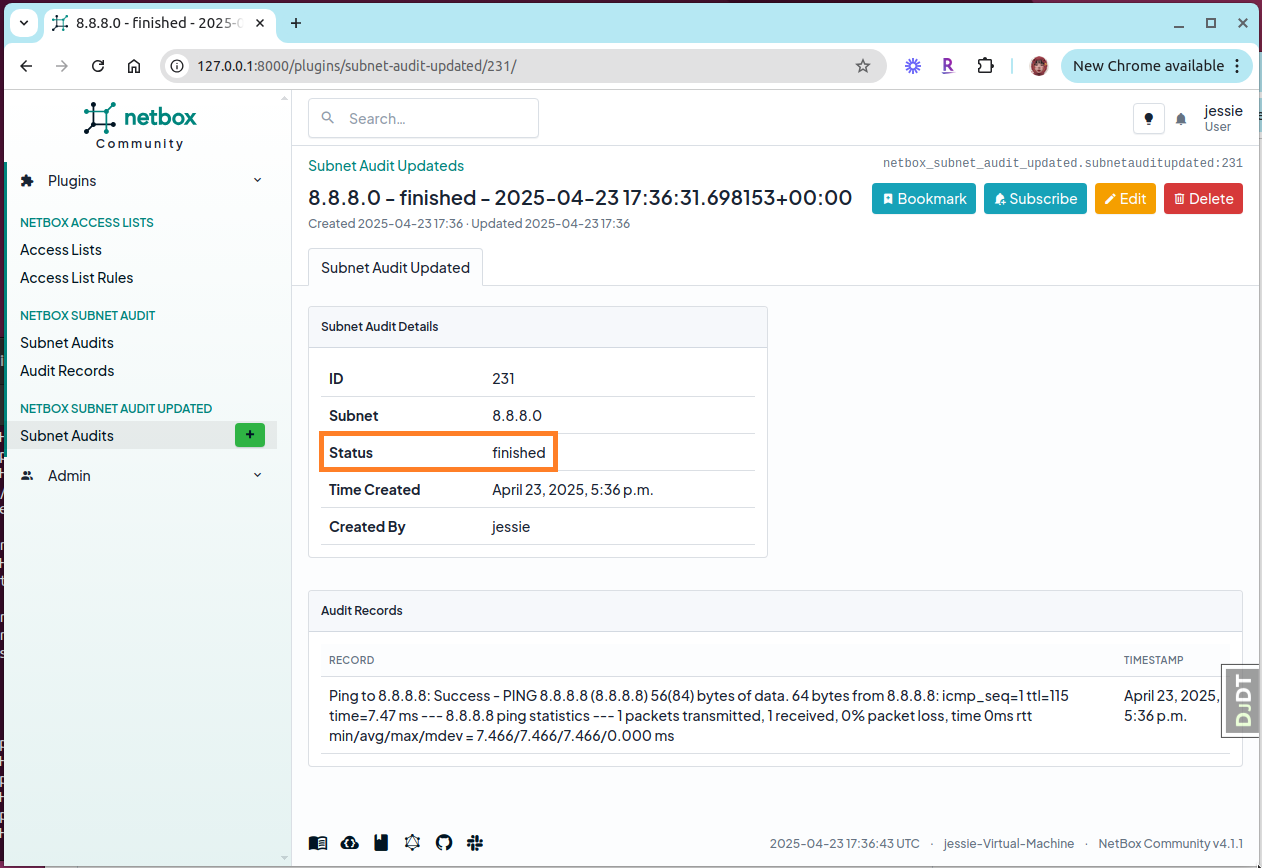 8.8.8.0 - finished - 2025-0
127.0.0.1:8000/plugins/subnet-audit-updated/231/
New Chrome available
netbox
Community
Search...
jessie
User
Plugins
NETBOX ACCESS LISTS
Access Lists
Access List Rules
NETBOX SUBNET AUDIT
Subnet Audits
Audit Records
NETBOX SUBNET AUDIT UPDATED
Subnet Audits
Admin
Subnet Audit Updateds
netbox_subnet_audit_updated.subnetauditupdated:231
8.8.8.0 - finished - 2025-04-23 17:36:31.698153+00:00
Bookmark
Subscribe
Edit
Delete
Created 2025-04-23 17:36 · Updated 2025-04-23 17:36
Subnet Audit Updated
Subnet Audit Details
ID 231
Subnet 8.8.8.0
Status finished
Time Created April 23, 2025, 5:36 p.m.
Created By jessie
Audit Records
RECORD TIMESTAMP
Ping to 8.8.8.8: Success - PING 8.8.8.8 (8.8.8.8) 56(84) bytes of data. 64 bytes from 8.8.8.8: icmp_seq=1 ttl=115
time=7.47 ms --- 8.8.8.8 ping statistics --- 1 packets transmitted, 1 received, 0% packet loss, time 0ms rtt
min/avg/max/mdev = 7.466/7.466/7.466/0.000 ms
April 23, 2025,
5:36 p.m.
DJDT
2025-04-23 17:36:43 UTC · jessie-Virtual-Machine · NetBox Community v4.1.1